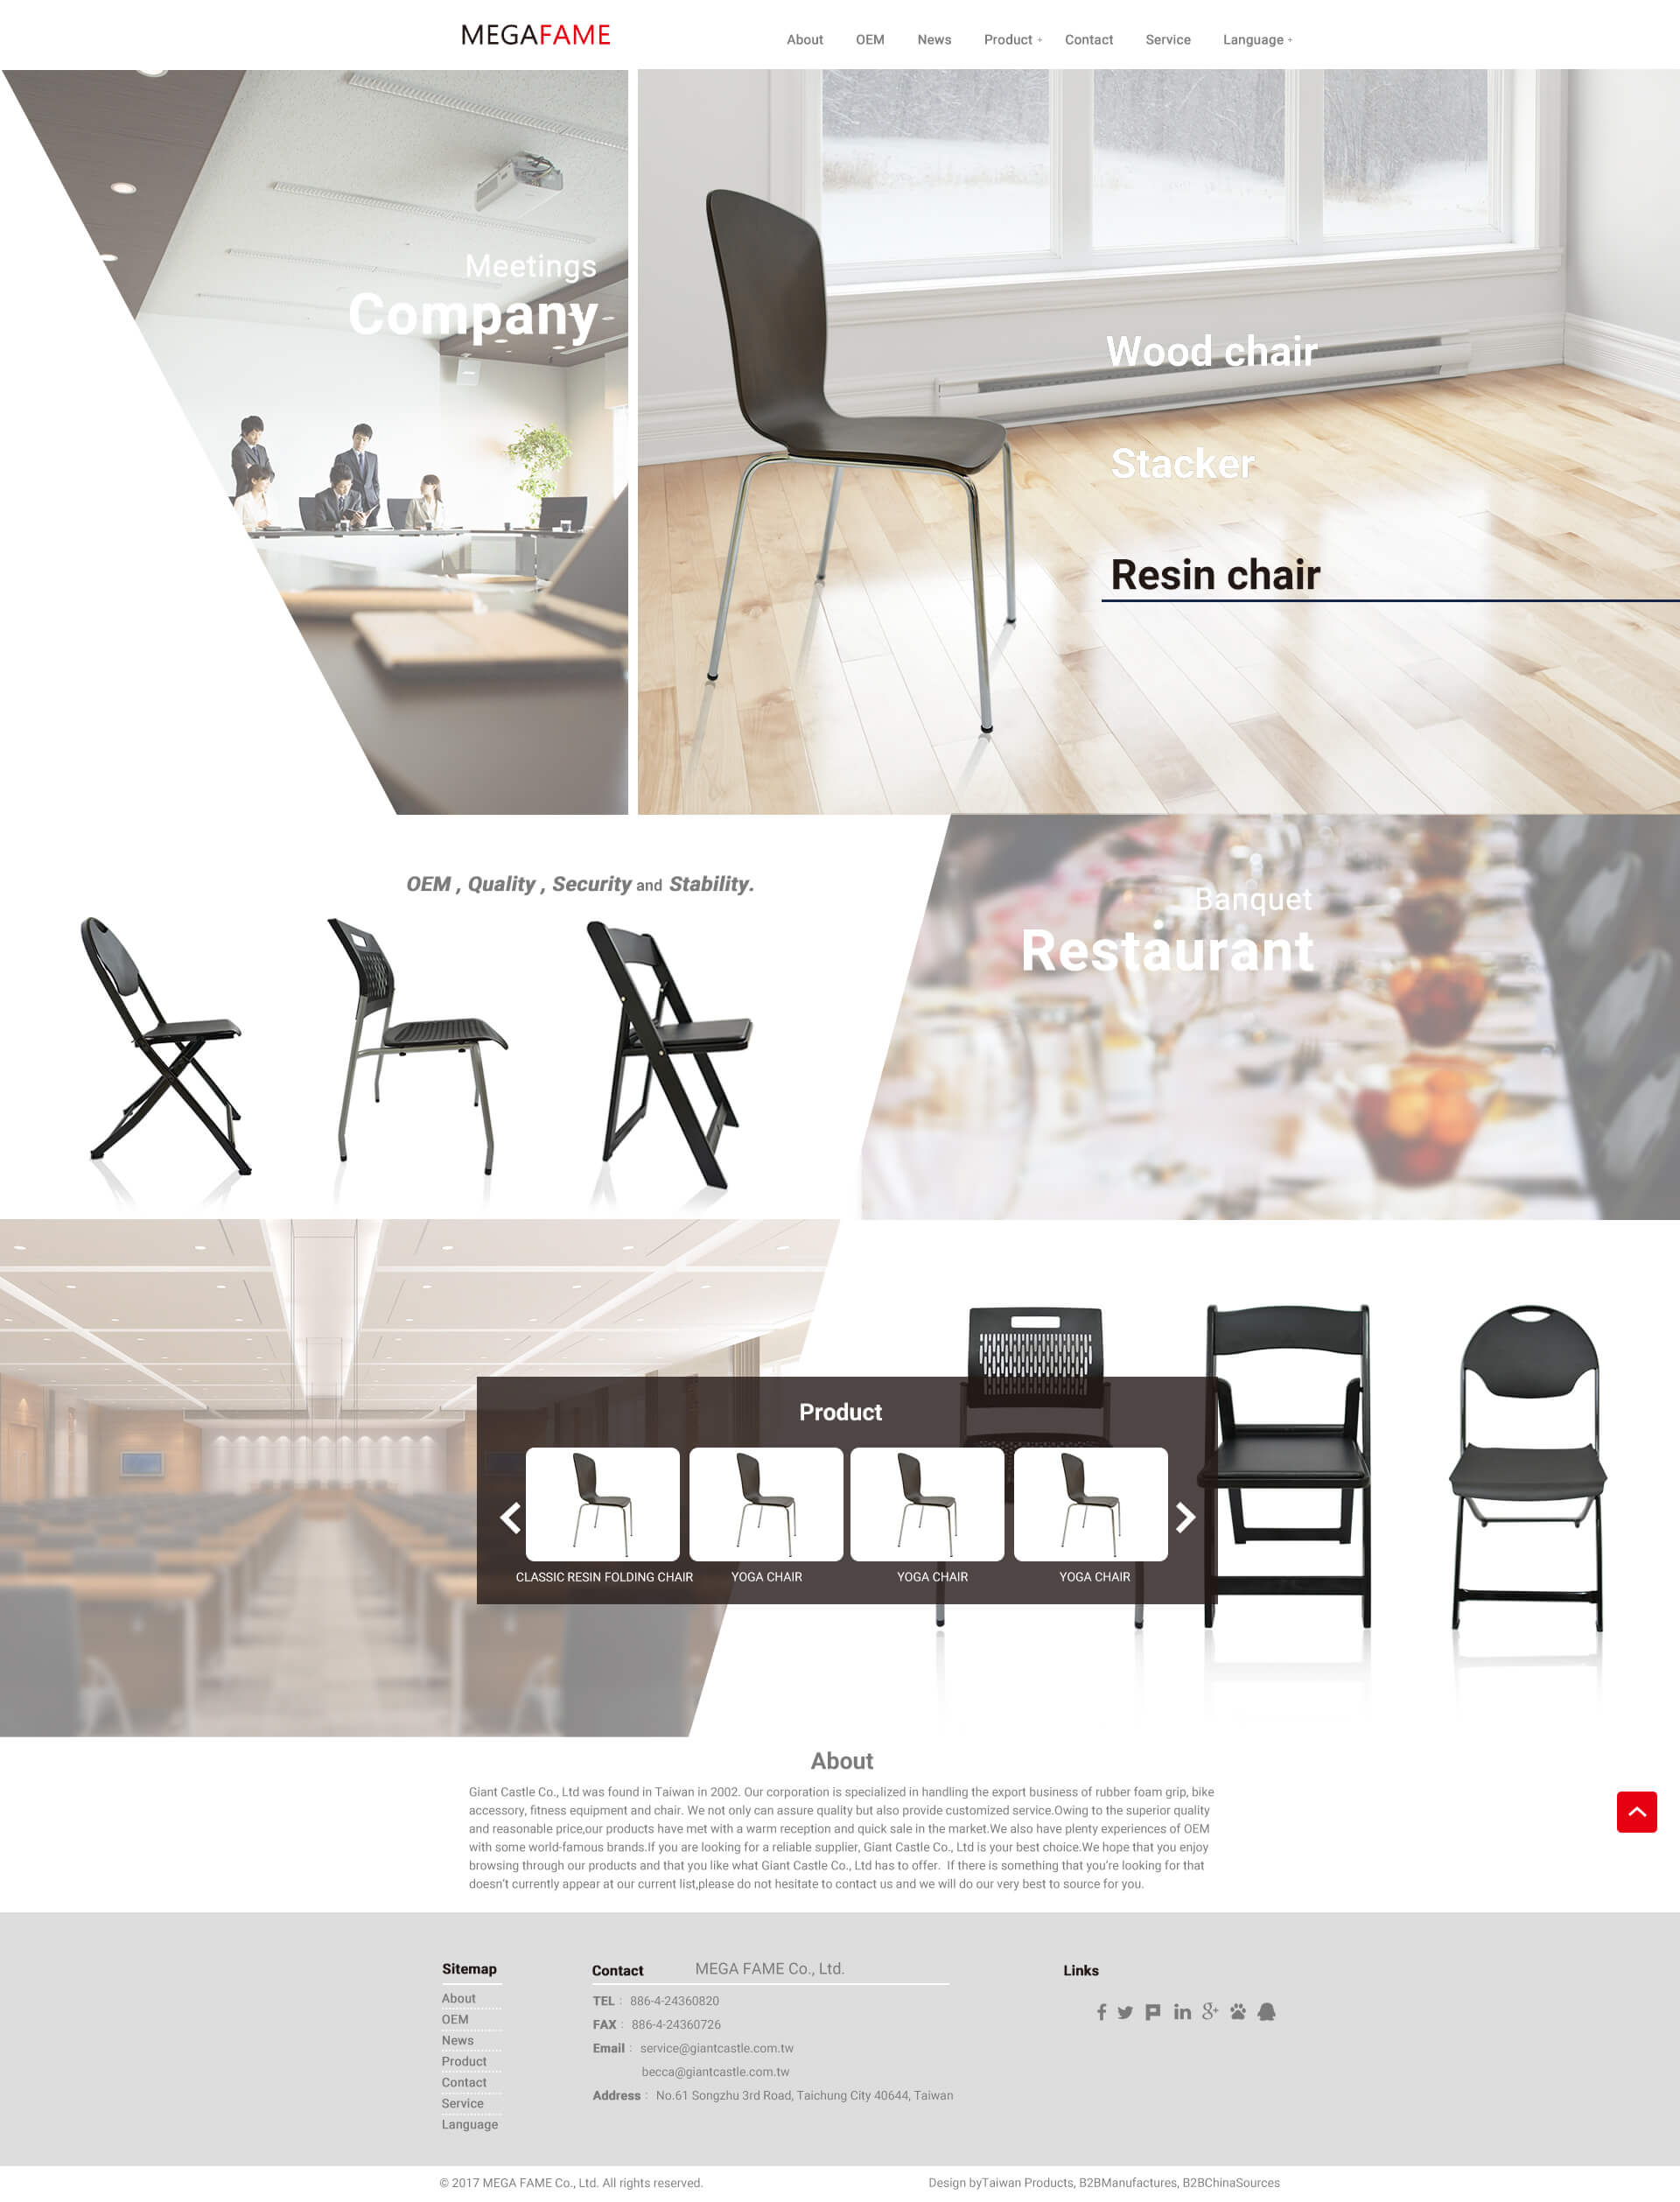 MEGAFAME
About OEM News Product + Contact Service Language +
Meetings
Company
Wood chair
Stacker
Resin chair
OEM , Quality , Security and Stability.
Banquet
Restaurant
Product
CLASSIC RESIN FOLDING CHAIR YOGA CHAIR YOGA CHAIR YOGA CHAIR
About
Giant Castle Co., Ltd was found in Taiwan in 2002. Our corporation is specialized in handling the export business of rubber foam grip, bike
accessory, fitness equipment and chair. We not only can assure quality but also provide customized service.Owing to the superior quality
and reasonable price,our products have met with a warm reception and quick sale in the market.We also have plenty experiences of OEM
with some world-famous brands.If you are looking for a reliable supplier, Giant Castle Co., Ltd is your best choice.We hope that you enjoy
browsing through our products and that you like what Giant Castle Co., Ltd has to offer. If there is something that you're looking for that
doesn't currently appear at our current list,please do not hesitate to contact us and we will do our very best to source for you.
Sitemap
About
OEM
News
Product
Contact
Service
Language
Contact MEGA FAME Co., Ltd.
TEL : 886-4-24360820
FAX : 886-4-24360726
Email : service@giantcastle.com.tw
becca@giantcastle.com.tw
Address : No.61 Songzhu 3rd Road, Taichung City 40644, Taiwan
Links
© 2017 MEGA FAME Co., Ltd. All rights reserved.
Design byTaiwan Products, B2BManufactures, B2BChinaSources